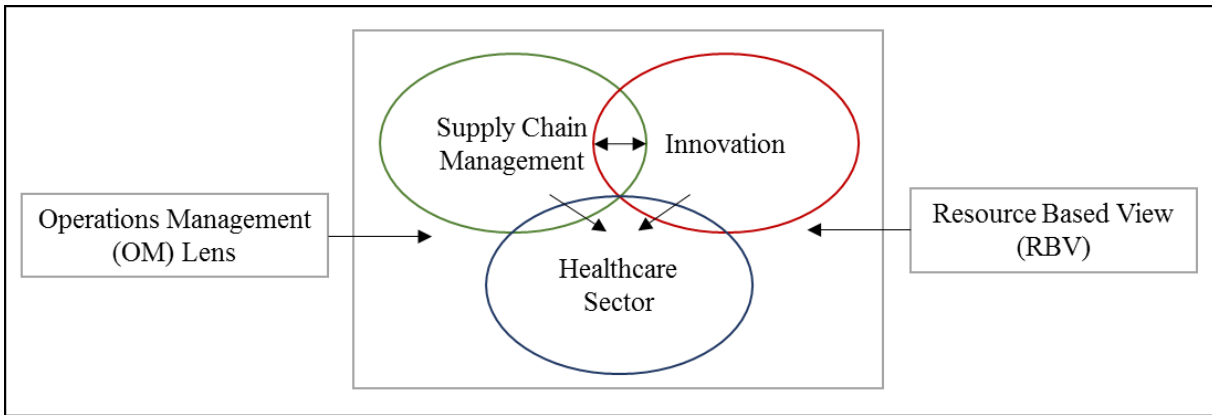 Supply Chain
Management
Innovation
Operations Management
(OM) Lens
Resource Based View
(RBV)
Healthcare
Sector